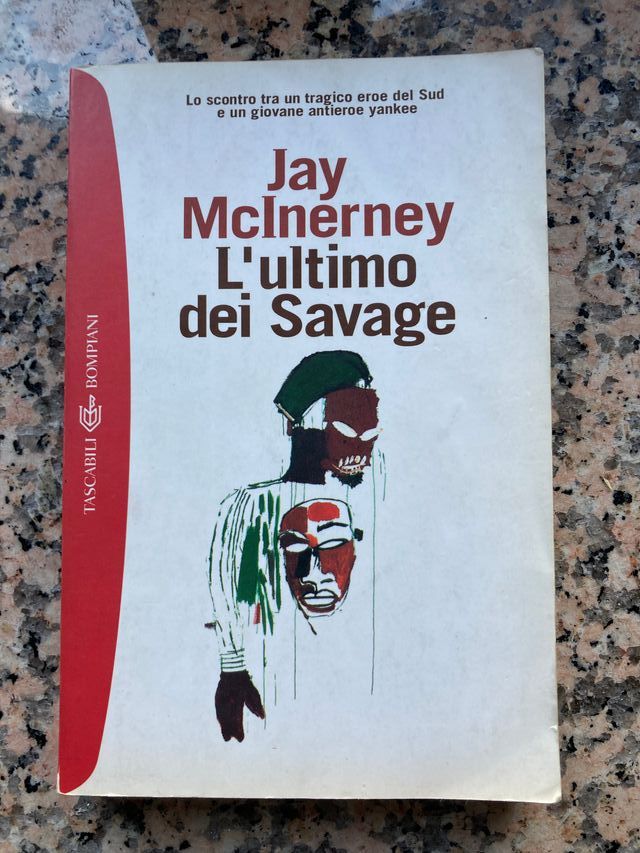 Lo scontro tra un tragico eroe del Sud
e un giovane antieroe yankee
Jay
McInerney
L'ultimo
dei Savage
TASCABILI BOMPIANI